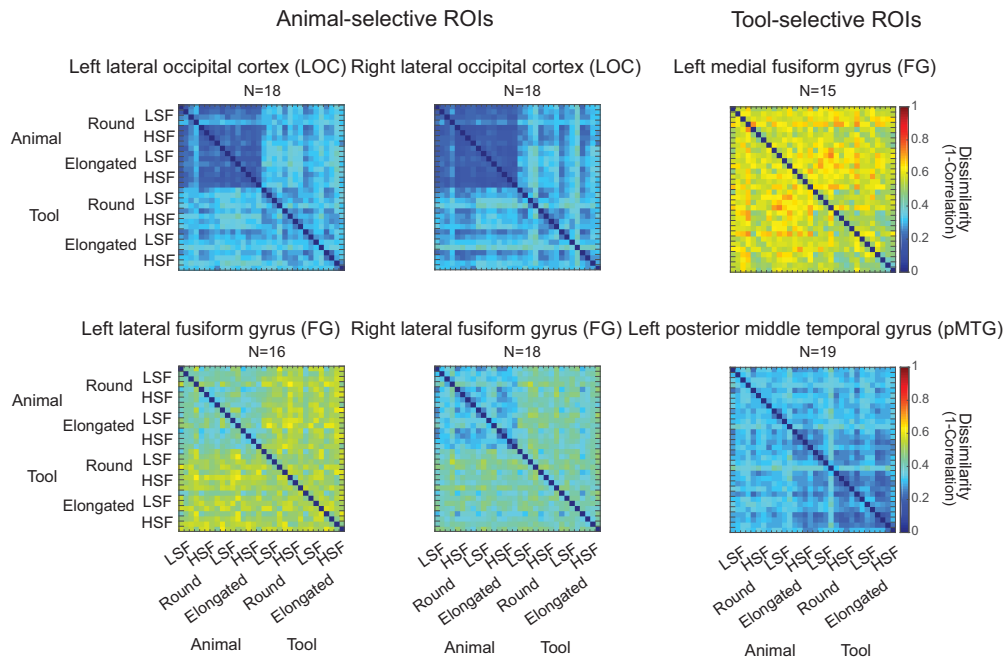 Animal-selective ROIs
Tool-selective ROIs
Left lateral occipital cortex (LOC)
N=18
Right lateral occipital cortex (LOC)
N=18
Left medial fusiform gyrus (FG)
N=15
Animal
Tool
Round
Elongated
Round
Elongated
LSF
HSF
LSF
HSF
LSF
HSF
LSF
HSF
1
0.8
0.6
0.4
0.2
0
Dissimilarity
(1-Correlation)
Left lateral fusiform gyrus (FG)
N=16
Right lateral fusiform gyrus (FG)
N=18
Left posterior middle temporal gyrus (pMTG)
N=19
Animal
Tool
Round
Elongated
Round
Elongated
LSF
HSF
LSF
HSF
LSF
HSF
LSF
HSF
1
0.8
0.6
0.4
0.2
0
Dissimilarity
(1-Correlation)
LSF
HSF
LSF
HSF
LSF
HSF
LSF
HSF
Round
Elongated
Round
Elongated
Animal
Tool
LSF
HSF
LSF
HSF
LSF
HSF
LSF
HSF
Round
Elongated
Round
Elongated
Animal
Tool
LSF
HSF
LSF
HSF
LSF
HSF
LSF
HSF
Round
Elongated
Round
Elongated
Animal
Tool